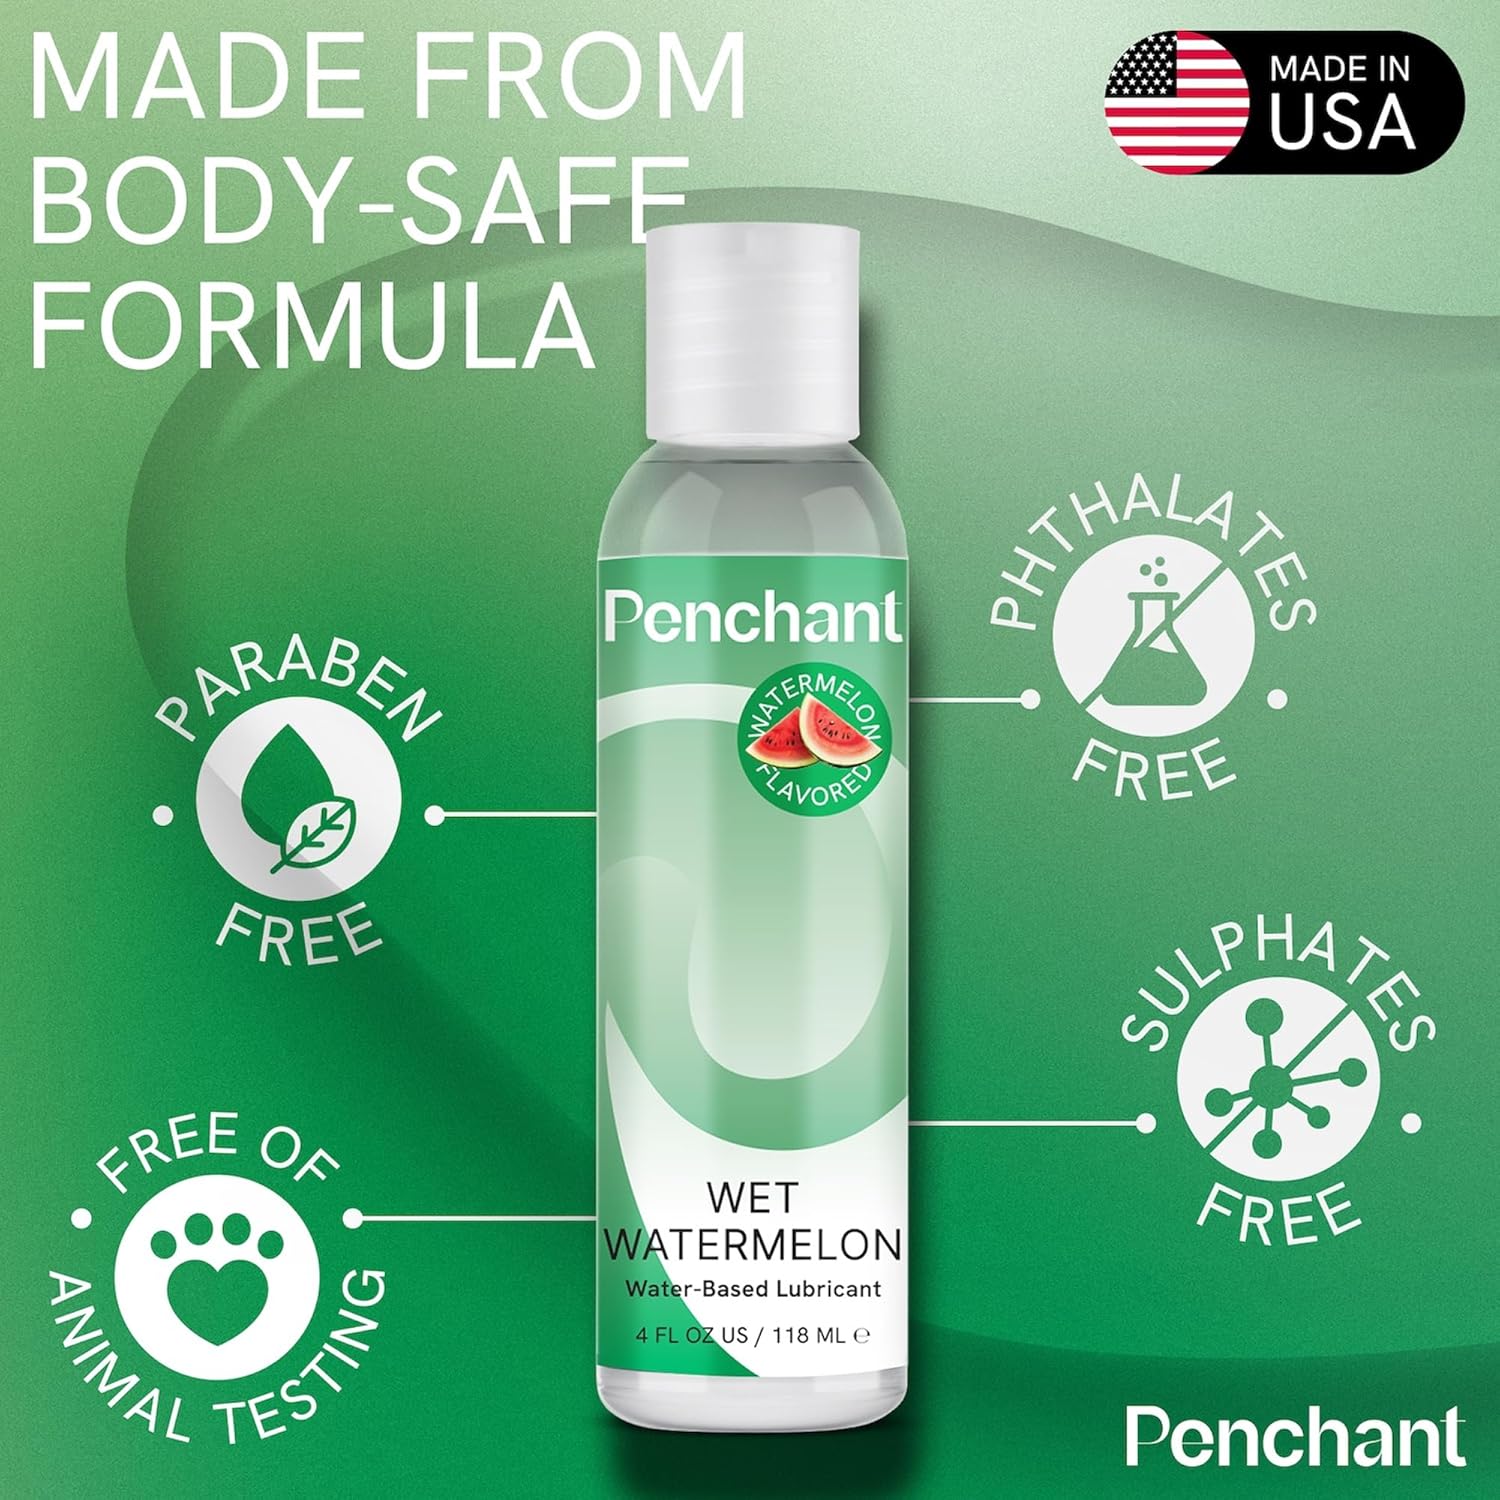 MADE FROM
BODY-SAFE
FORMULA
MADE IN
USA
PHTHALATES
FREE
PARABEN
FREE
SULPHATES
FREE
FREE OF
ANIMAL TESTING
Penchant
WATERMELON
FLAVORED
WET
WATERMELON
Water-Based Lubricant
4 FL OZ US / 118 ML ℮
Penchant